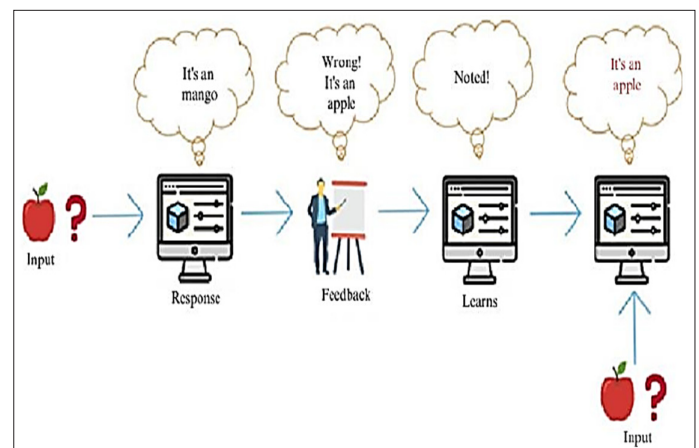 It's an
mango
Wrong!
It's an
apple
Noted!
It's an
apple
?
Input
Response
Feedback
Learns
?
Input